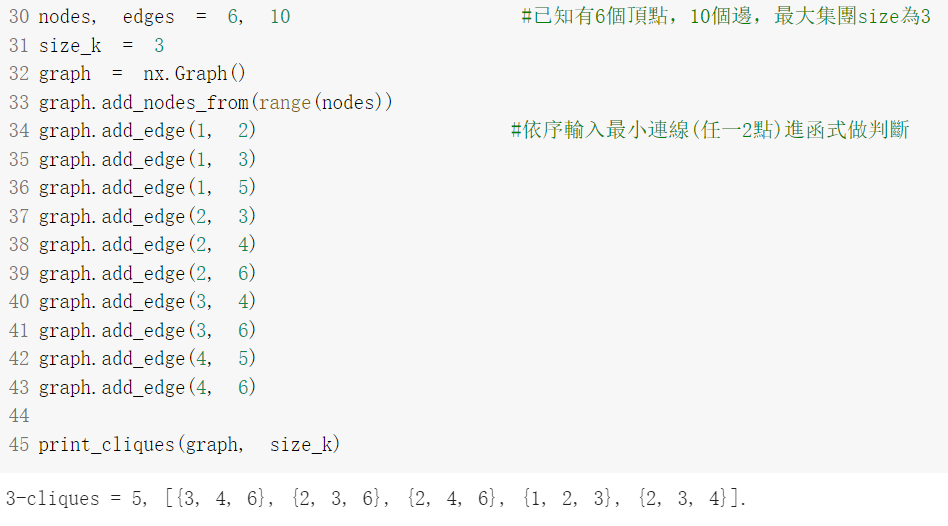 30 nodes, edges = 6, 10 #已知有6個頂點, 10個邊, 最大集團size為3
31 size_k = 3
32 graph = nx.Graph()
33 graph.add_nodes_from(range(nodes))
34 graph.add_edge(1, 2) #依序輸入最小連線(任一2點)進函式做判斷
35 graph.add_edge(1, 3)
36 graph.add_edge(1, 5)
37 graph.add_edge(2, 3)
38 graph.add_edge(2, 4)
39 graph.add_edge(2, 6)
40 graph.add_edge(3, 4)
41 graph.add_edge(3, 6)
42 graph.add_edge(4, 5)
43 graph.add_edge(4, 6)
44
45 print_cliques(graph, size_k)
3-cliques = 5, [{3, 4, 6}, {2, 3, 6}, {2, 4, 6}, {1, 2, 3}, {2, 3, 4}].